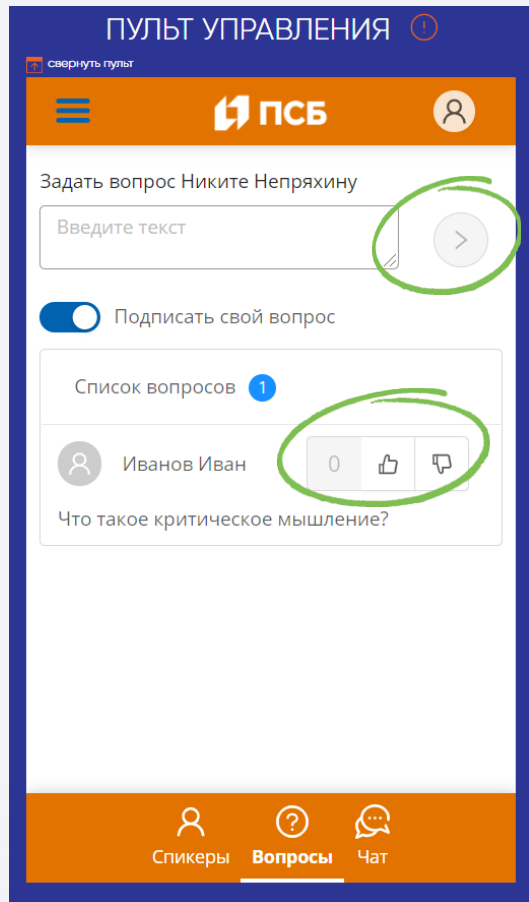 ПУЛЬТ УПРАВЛЕНИЯ !
свернуть пульт
ПСБ
Задать вопрос Никите Непряхину
Введите текст
Подписать свой вопрос
Список вопросов 1
Иванов Иван 0
Что такое критическое мышление?
Спикеры Вопросы Чат